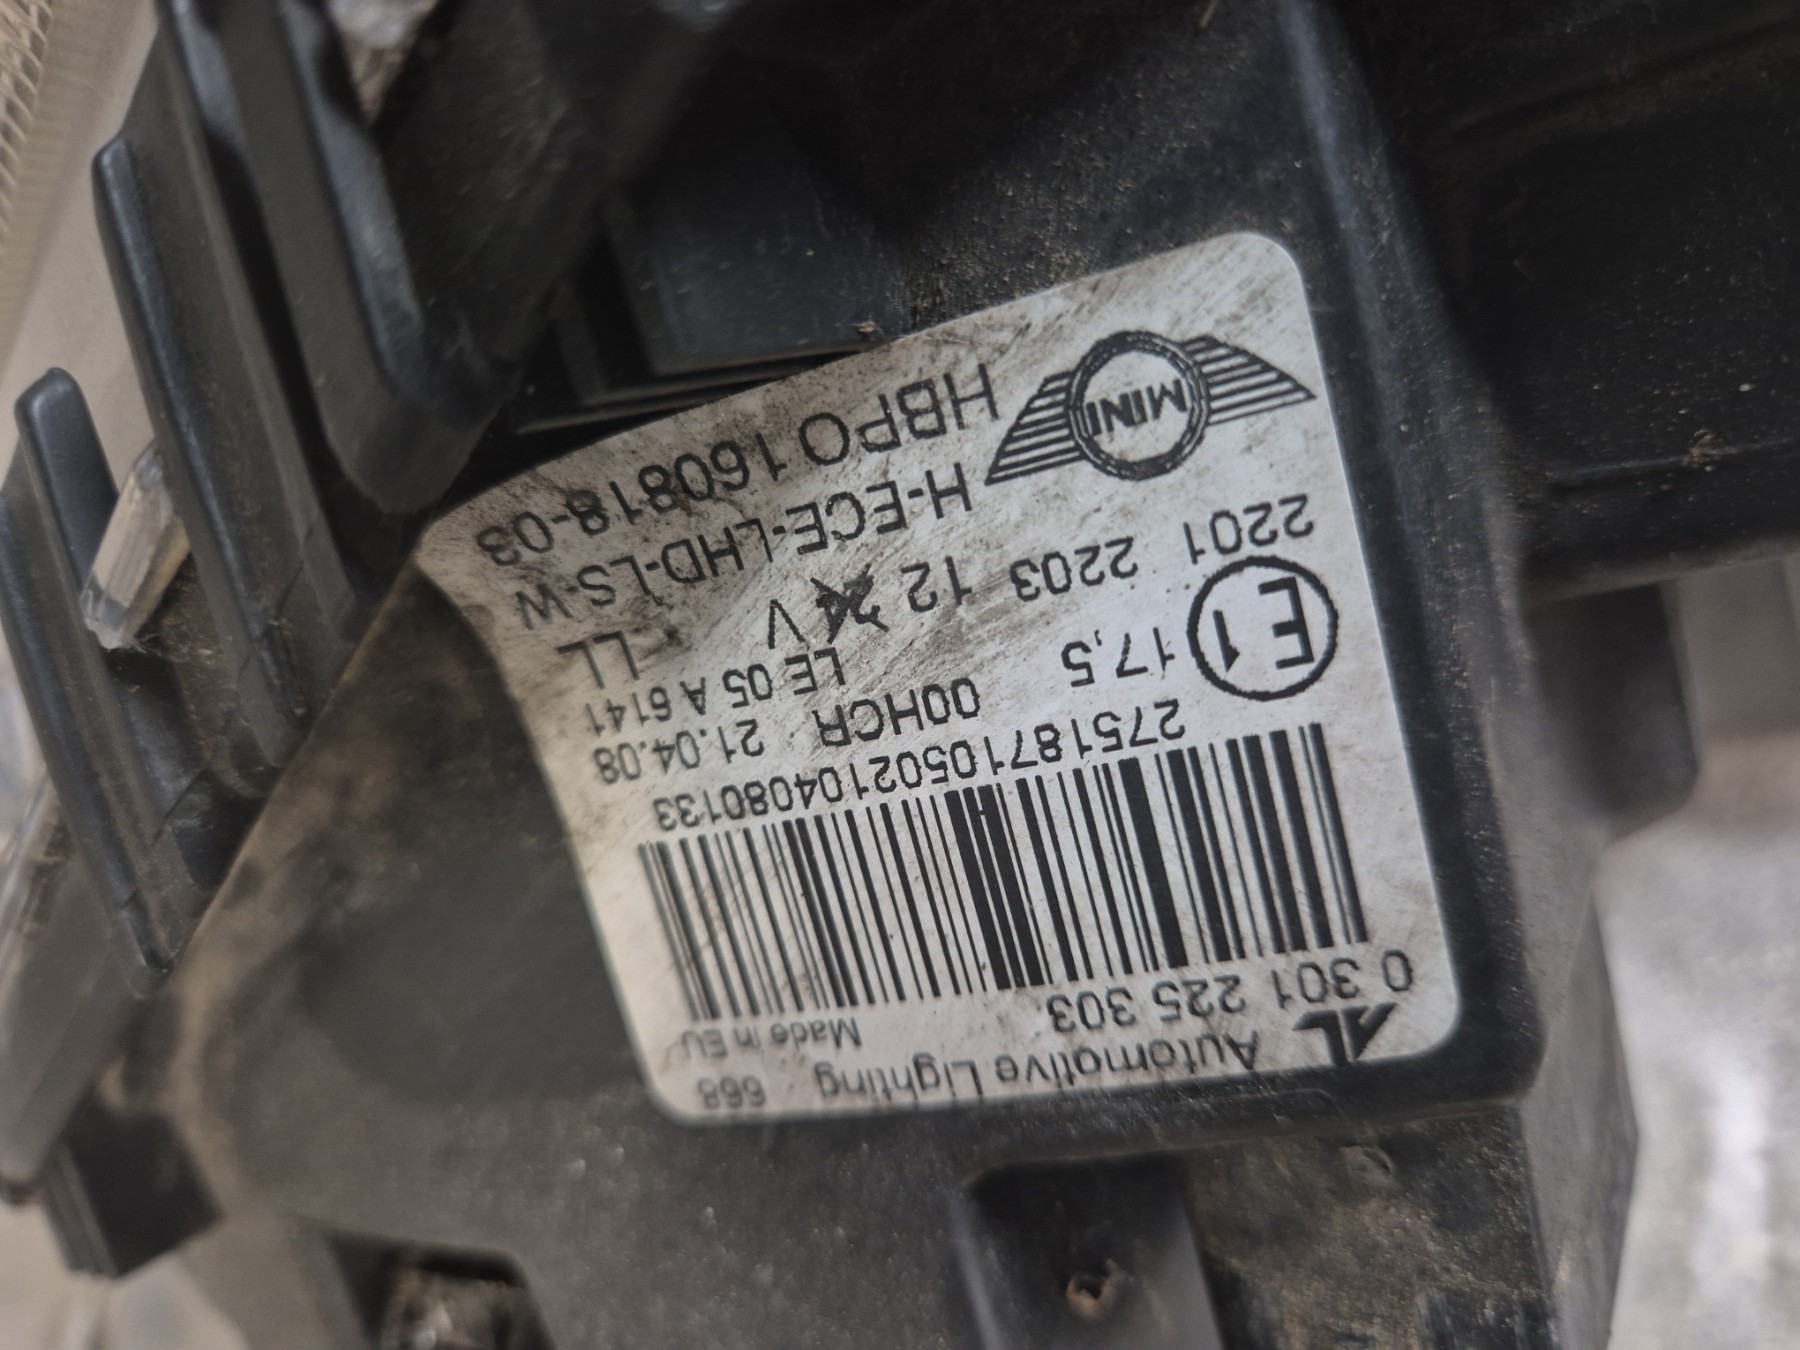 AL Automotive Lighting 668
0 301 225 303 Made in EU
27518710502104080133
E1 17,5 00HCR 21.04.08
LE 05 A 6141
2201 2203 12 V LL
H-ECE-LHD-LS-W
MINI HBPO 160818-03